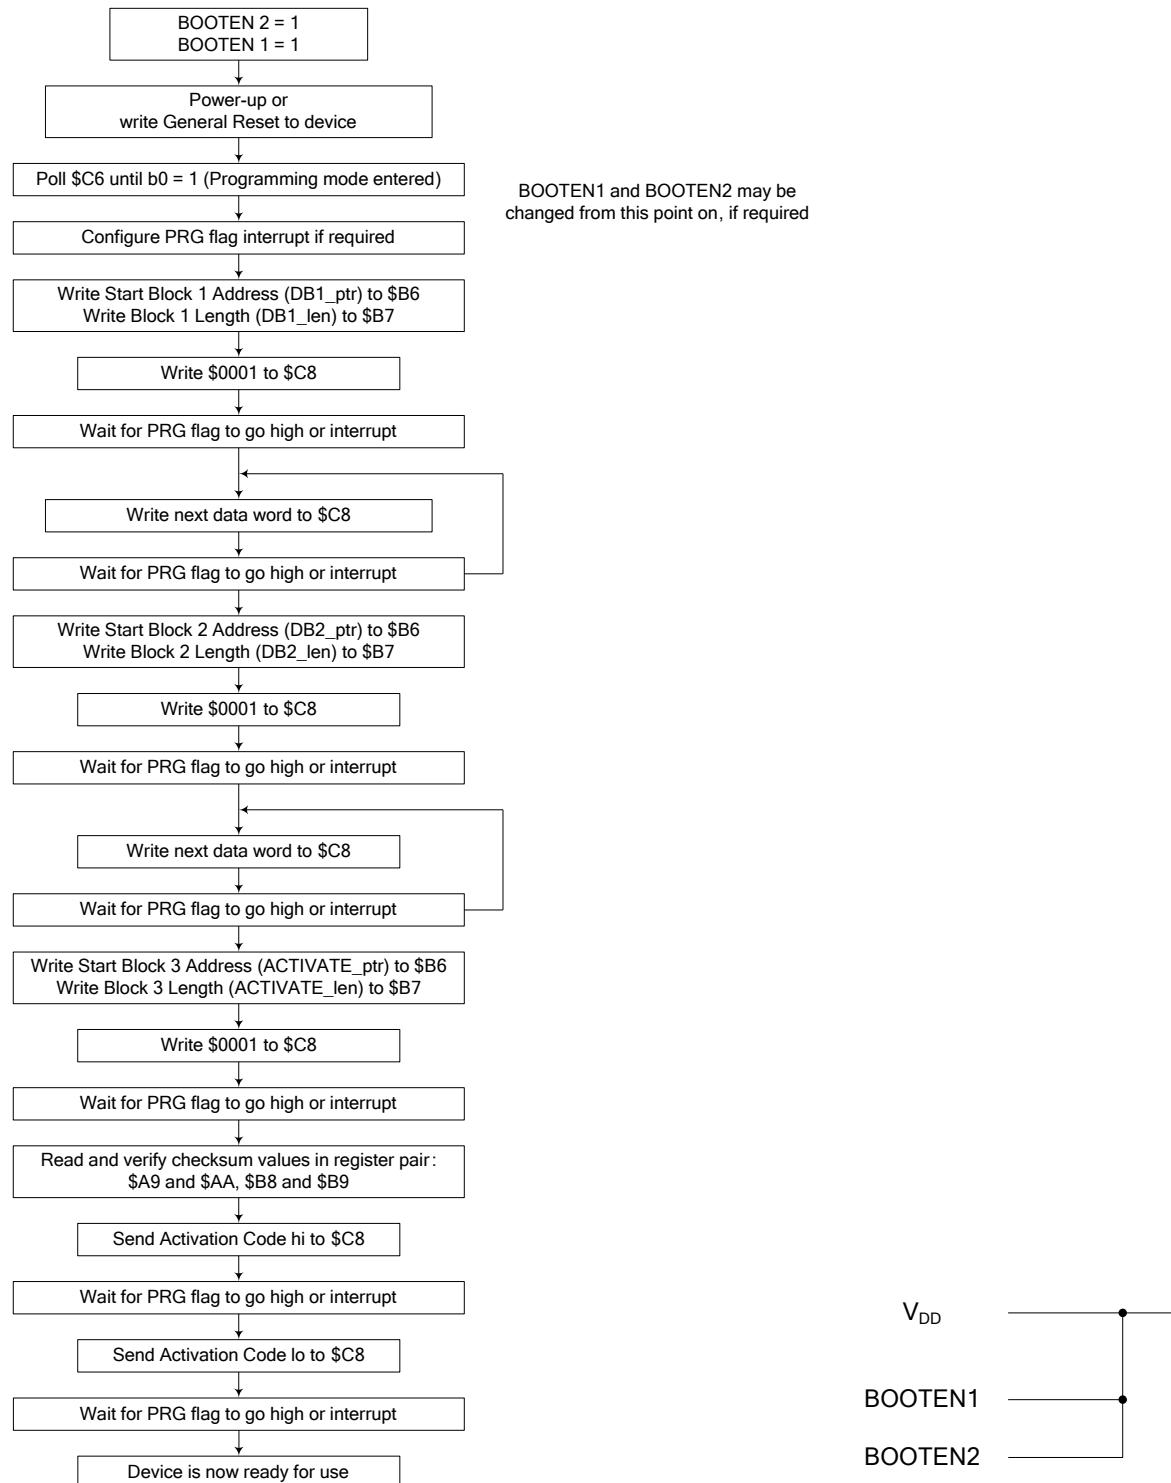 BOOTEN 2 = 1
BOOTEN 1 = 1
Power-up or
write General Reset to device
Poll $C6 until b0 = 1 (Programming mode entered)
BOOTEN1 and BOOTEN2 may be
changed from this point on, if required
Configure PRG flag interrupt if required
Write Start Block 1 Address (DB1_ptr) to $B6
Write Block 1 Length (DB1_len) to $B7
Write $0001 to $C8
Wait for PRG flag to go high or interrupt
Write next data word to $C8
Wait for PRG flag to go high or interrupt
Write Start Block 2 Address (DB2_ptr) to $B6
Write Block 2 Length (DB2_len) to $B7
Write $0001 to $C8
Wait for PRG flag to go high or interrupt
Write next data word to $C8
Wait for PRG flag to go high or interrupt
Write Start Block 3 Address (ACTIVATE_ptr) to $B6
Write Block 3 Length (ACTIVATE_len) to $B7
Write $0001 to $C8
Wait for PRG flag to go high or interrupt
Read and verify checksum values in register pair:
$A9 and $AA, $B8 and $B9
Send Activation Code hi to $C8
Wait for PRG flag to go high or interrupt
Send Activation Code lo to $C8
Wait for PRG flag to go high or interrupt
Device is now ready for use
VDD
BOOTEN1
BOOTEN2